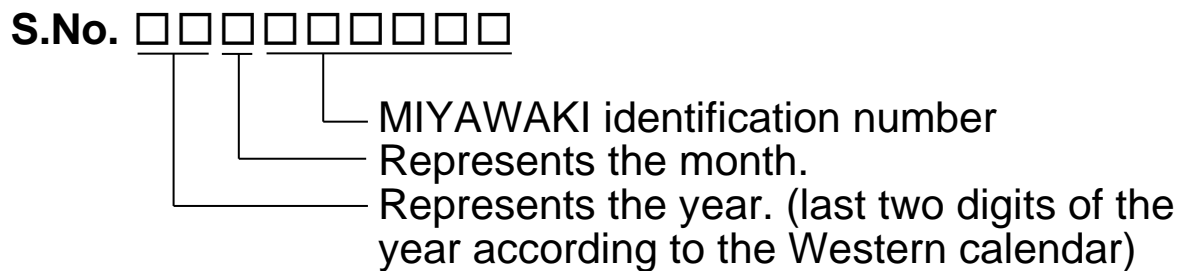 S.No. □□□□□□□□□
MIYAWAKI identification number
Represents the month.
Represents the year. (last two digits of the
year according to the Western calendar)